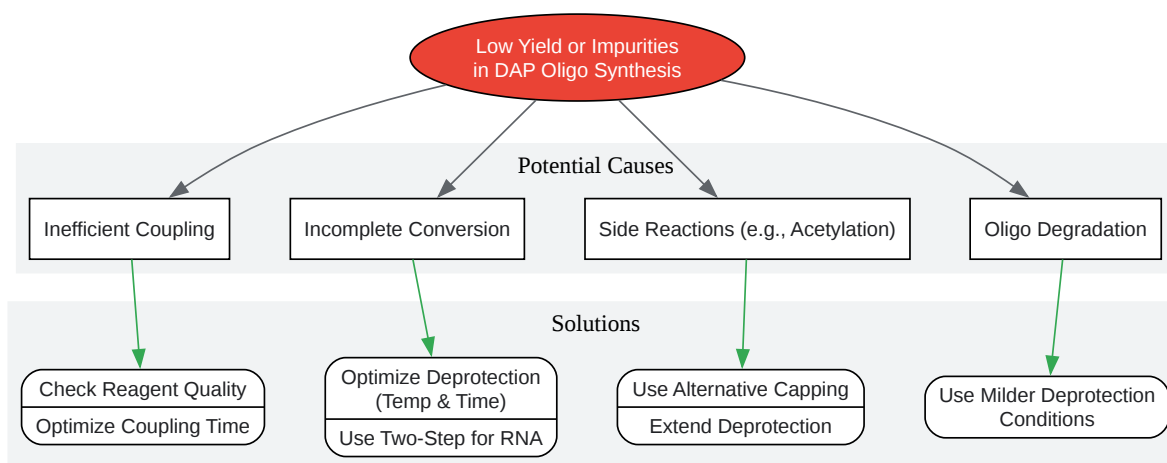 Low Yield or Impurities
in DAP Oligo Synthesis
Potential Causes
Inefficient Coupling
Incomplete Conversion
Side Reactions (e.g., Acetylation)
Oligo Degradation
Solutions
Check Reagent Quality
Optimize Coupling Time
Optimize Deprotection
(Temp & Time)
Use Two-Step for RNA
Use Alternative Capping
Extend Deprotection
Use Milder Deprotection
Conditions